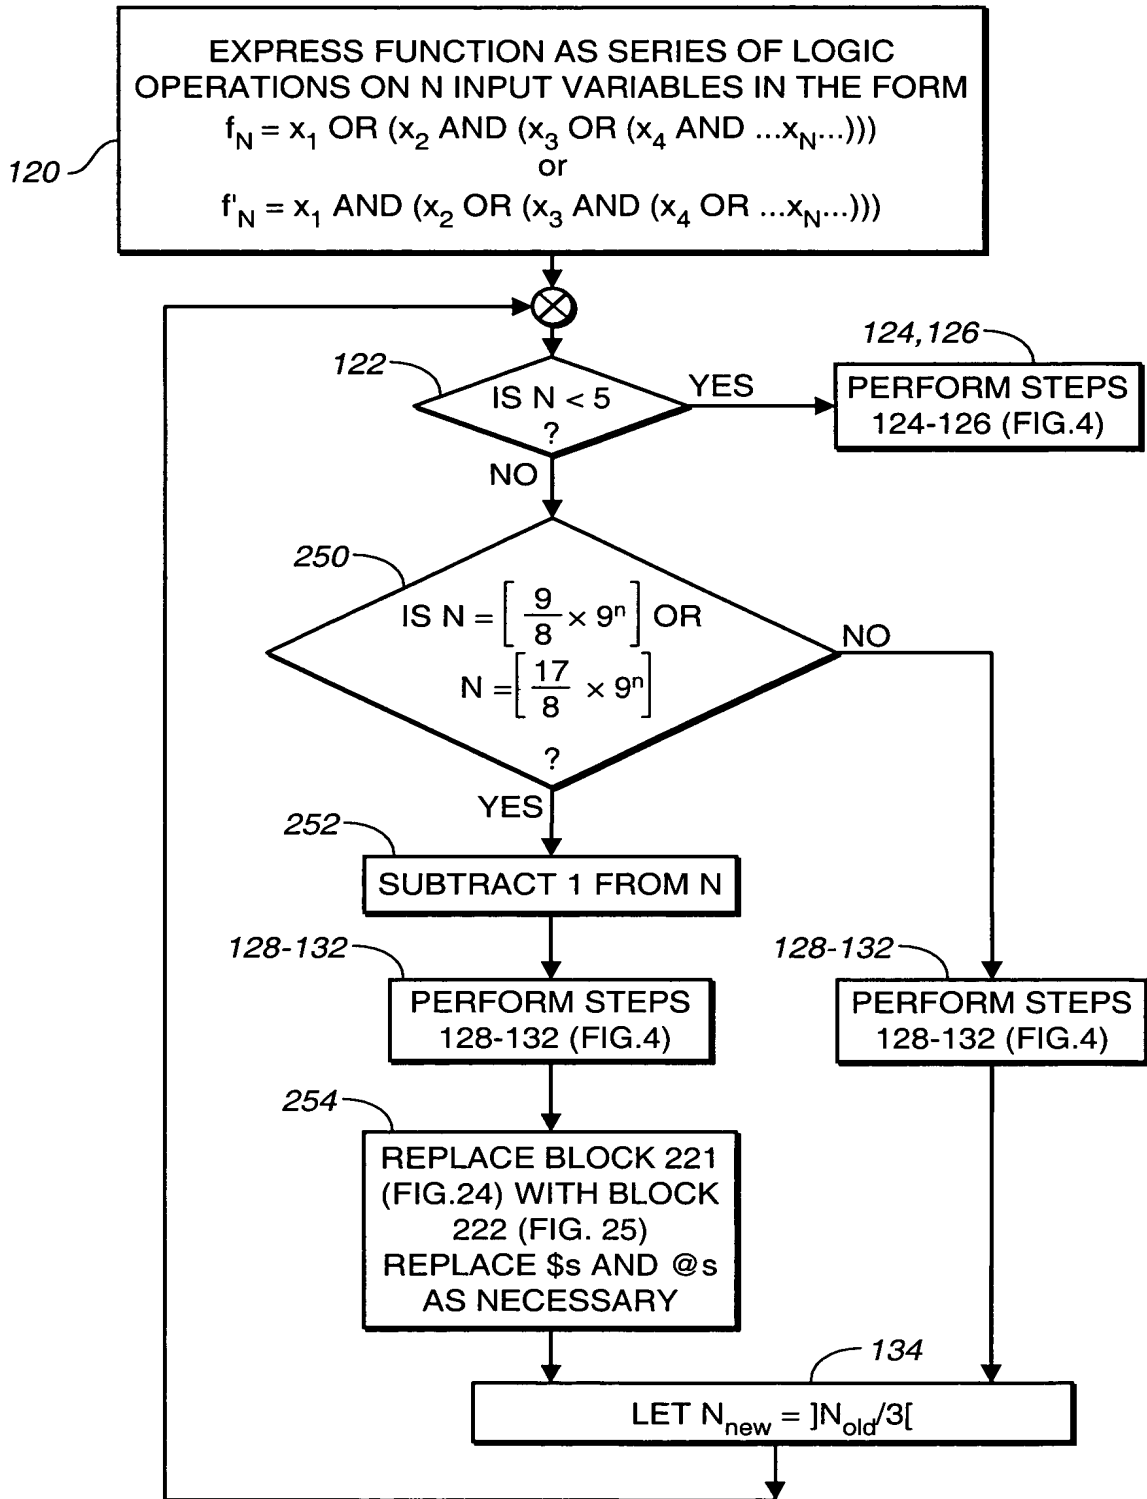 EXPRESS FUNCTION AS SERIES OF LOGIC
OPERATIONS ON N INPUT VARIABLES IN THE FORM
f_N = x_1 OR (x_2 AND (x_3 OR (x_4 AND ...x_N...)))
or
f'_N = x_1 AND (x_2 OR (x_3 AND (x_4 OR ...x_N...)))
120
122
IS N < 5
?
YES
NO
124,126
PERFORM STEPS
124-126 (FIG.4)
250
IS N = [ 9/8 × 9^n ] OR
N = [ 17/8 × 9^n ]
?
NO
YES
252
SUBTRACT 1 FROM N
128-132
PERFORM STEPS
128-132 (FIG.4)
128-132
PERFORM STEPS
128-132 (FIG.4)
254
REPLACE BLOCK 221
(FIG.24) WITH BLOCK
222 (FIG. 25)
REPLACE $s AND @s
AS NECESSARY
134
LET N_new = ]N_old/3[